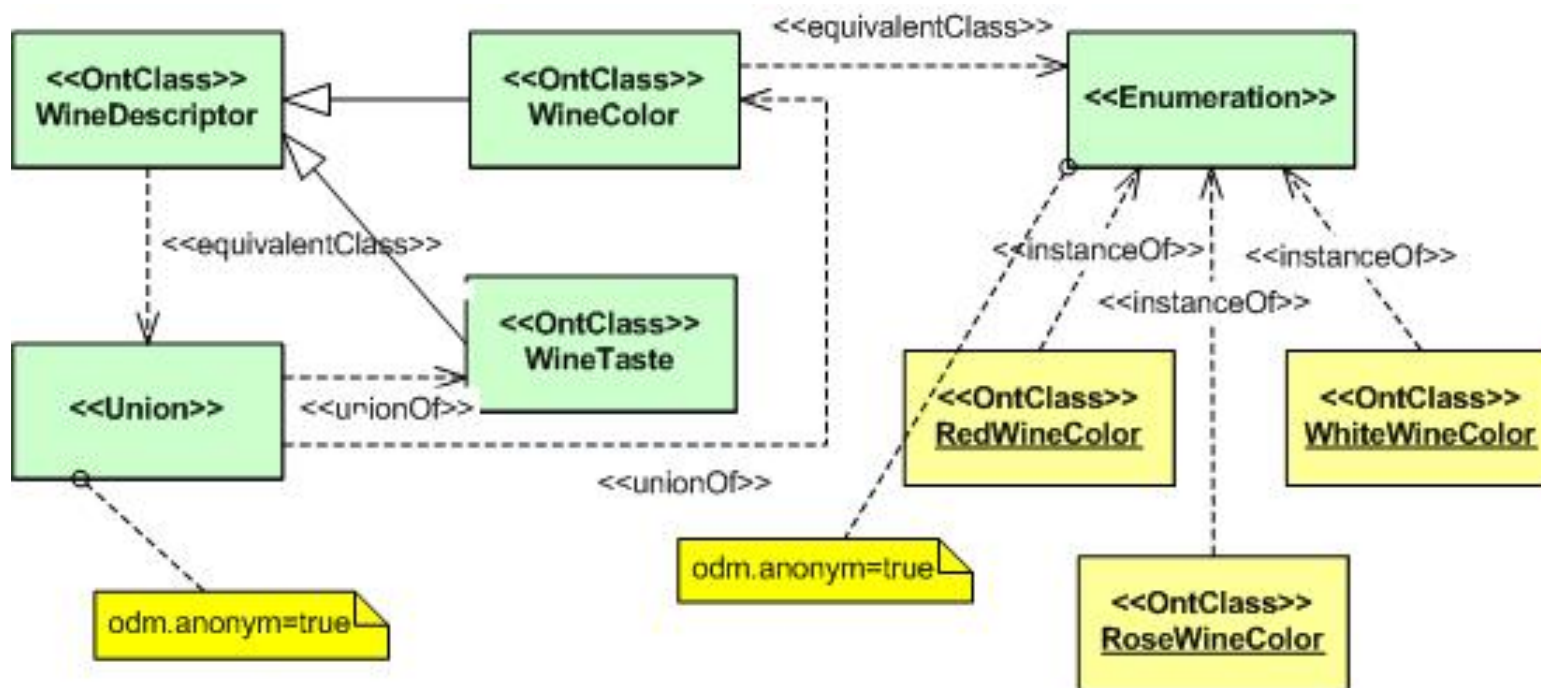 <<equivalentClass>>
<<OntClass>>
WineDescriptor
<<OntClass>>
WineColor
<<Enumeration>>
<<equivalentClass>>
<<instanceOf>>
<<instanceOf>>
<<instanceOf>>
<<OntClass>>
WineTaste
<<Union>>
<<unionOf>>
<<unionOf>>
<<OntClass>>
RedWineColor
<<OntClass>>
WhiteWineColor
odm.anonym=true
odm.anonym=true
<<OntClass>>
RoseWineColor